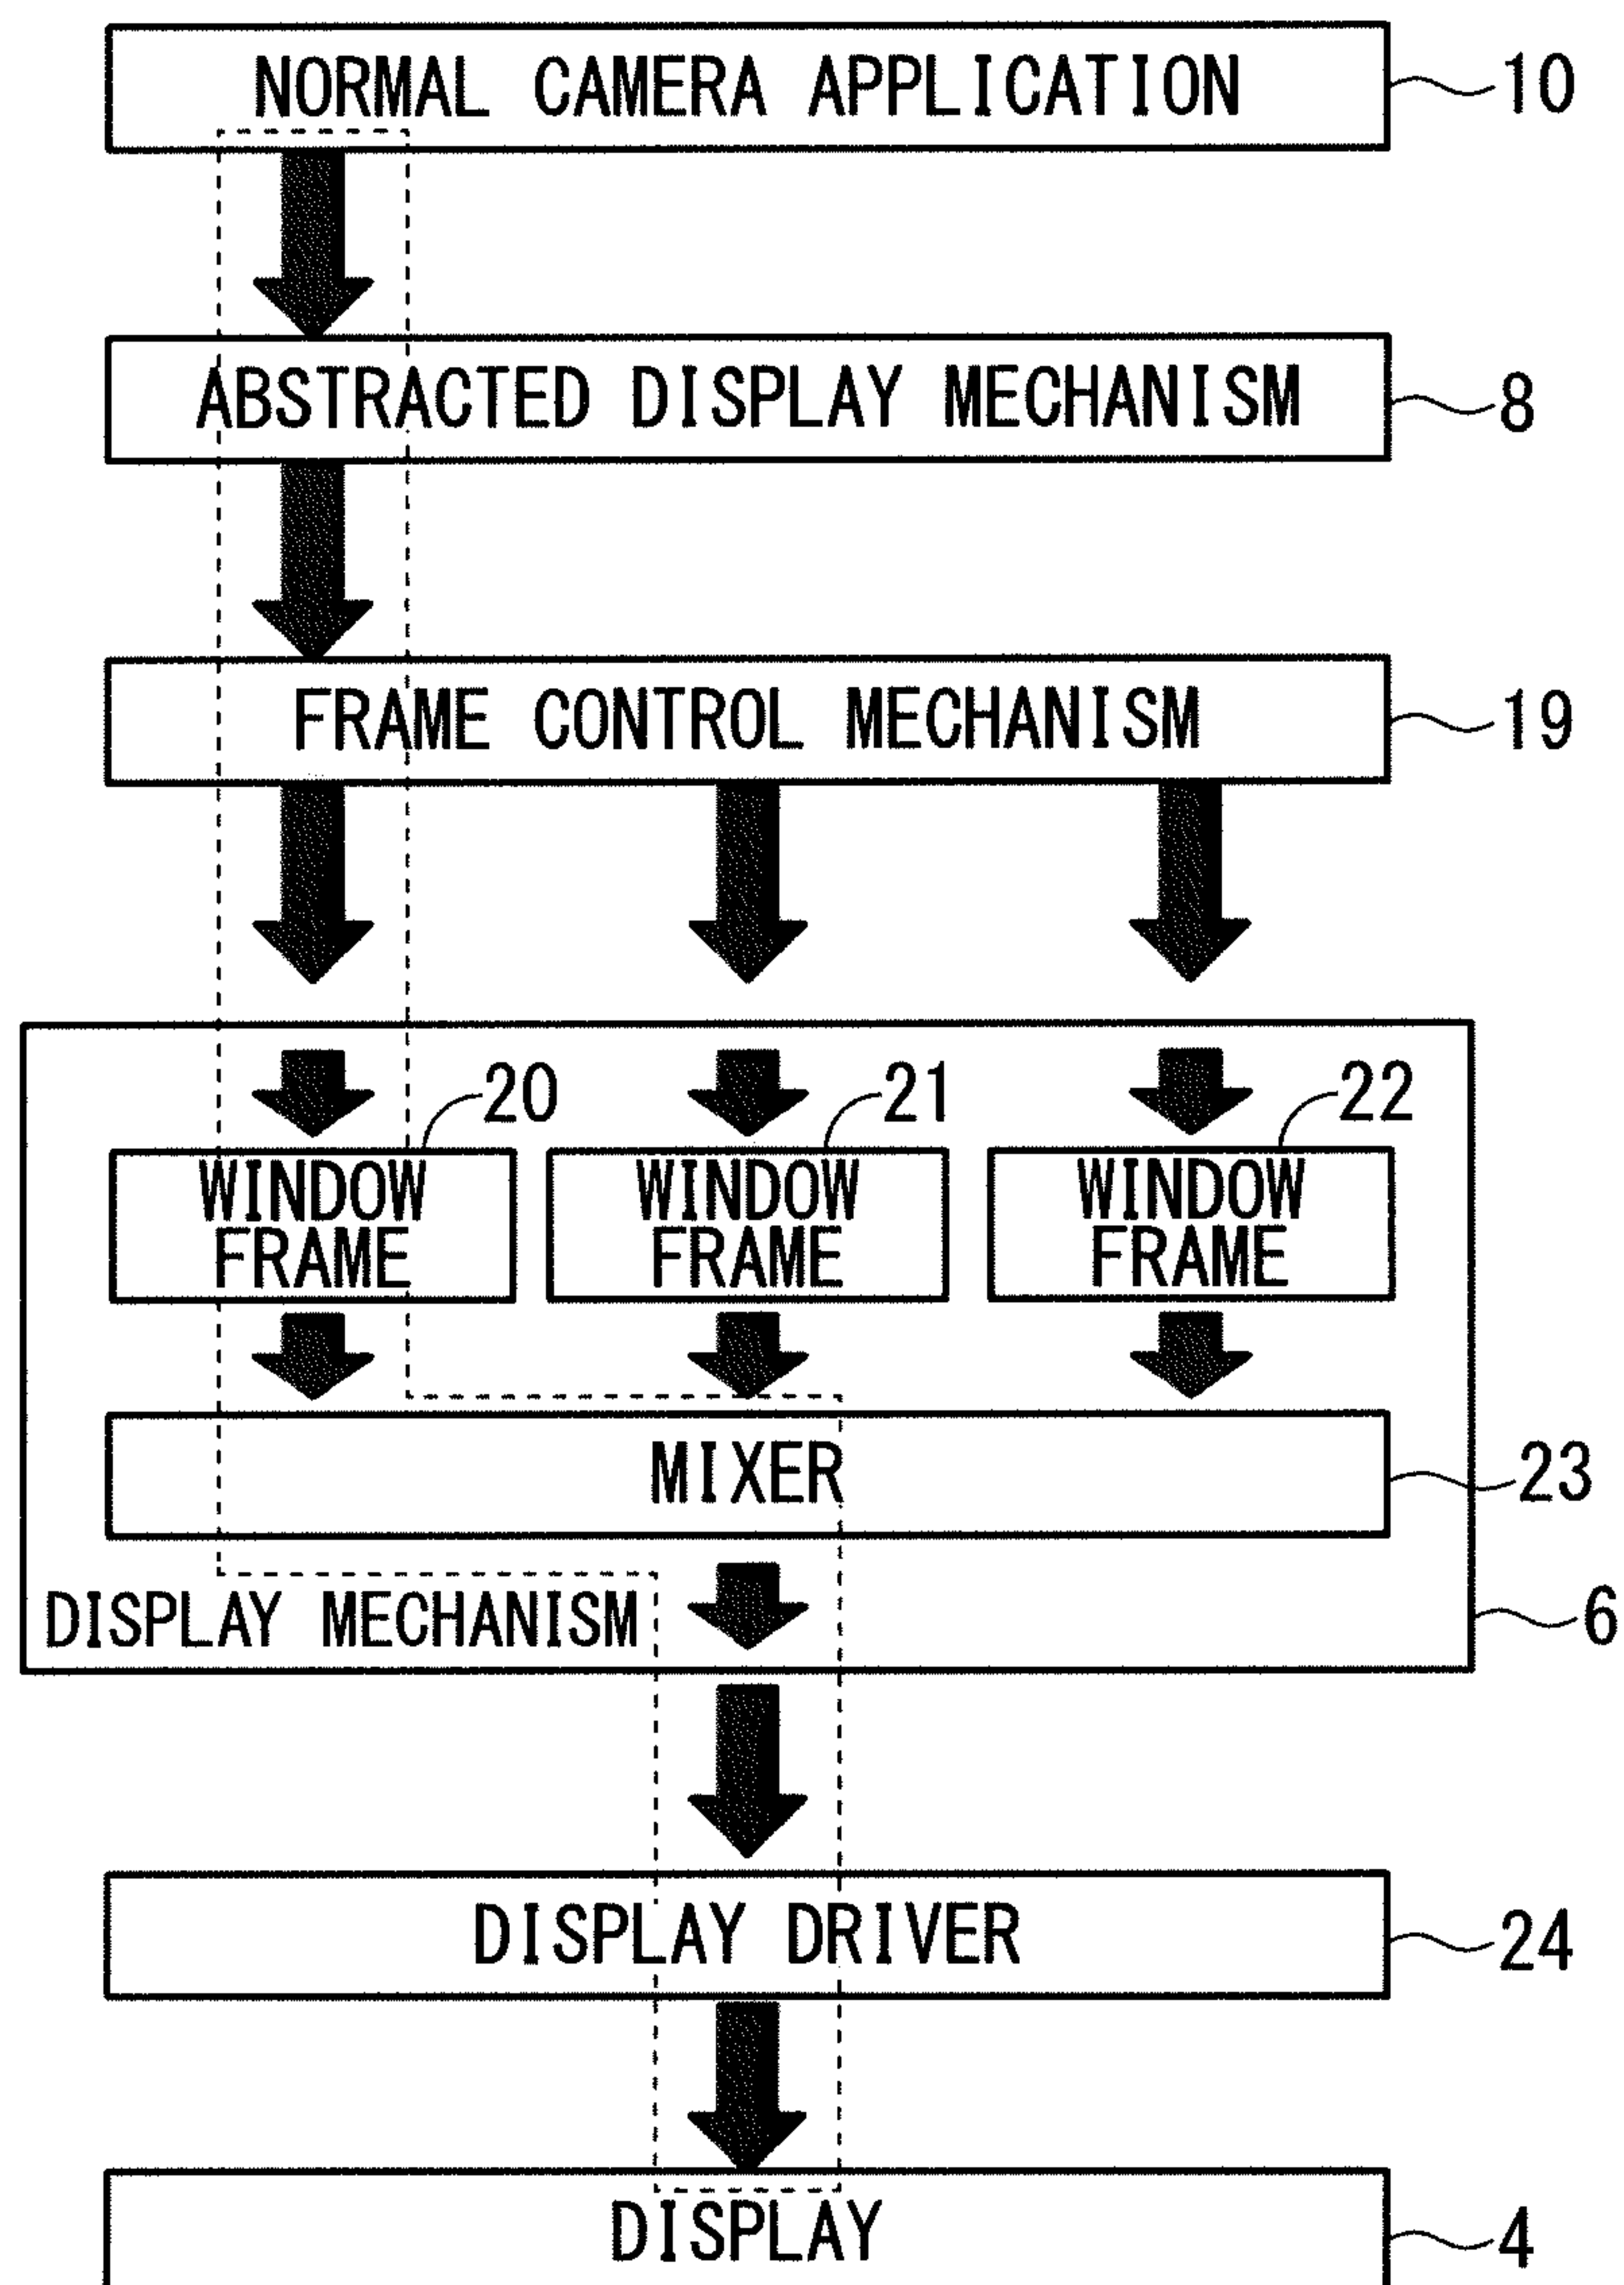 NORMAL CAMERA APPLICATION 10
ABSTRACTED DISPLAY MECHANISM 8
FRAME CONTROL MECHANISM 19
20 21 22
WINDOW FRAME
WINDOW FRAME
WINDOW FRAME
MIXER 23
DISPLAY MECHANISM 6
DISPLAY DRIVER 24
DISPLAY 4